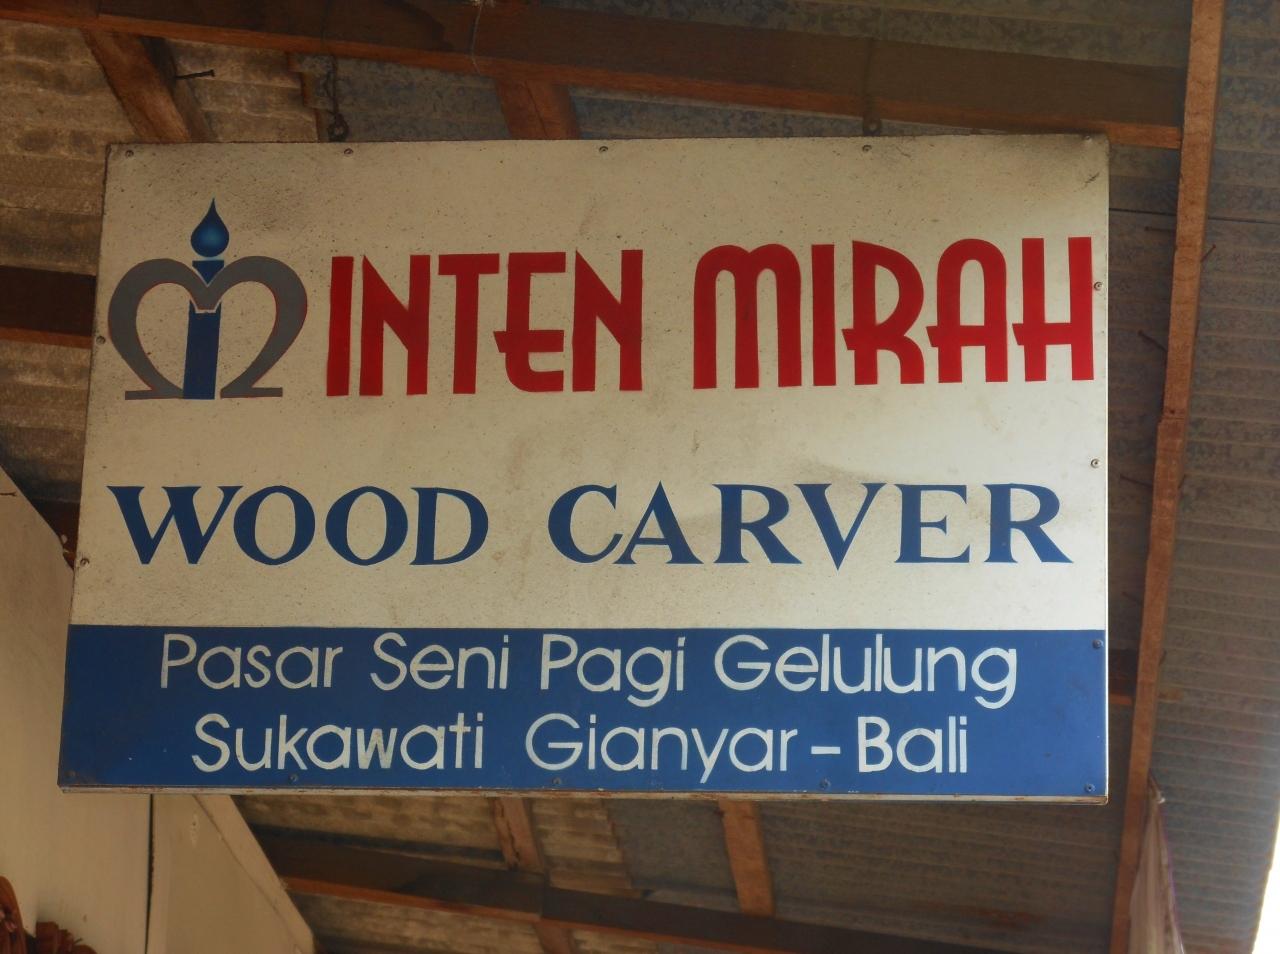 INTEN MIRAH
WOOD CARVER
Pasar Seni Pagi Gelulung
Sukawati Gianyar - Bali